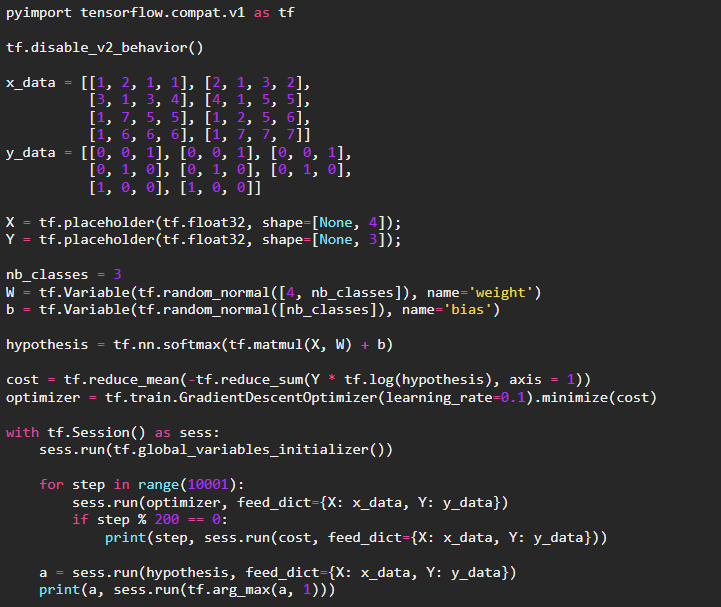 pyimport tensorflow.compat.v1 as tf
tf.disable_v2_behavior()
x_data = [[1, 2, 1, 1], [2, 1, 3, 2],
          [3, 1, 3, 4], [4, 1, 5, 5],
          [1, 7, 5, 5], [1, 2, 5, 6],
          [1, 6, 6, 6], [1, 7, 7, 7]]
y_data = [[0, 0, 1], [0, 0, 1], [0, 0, 1],
          [0, 1, 0], [0, 1, 0], [0, 1, 0],
          [1, 0, 0], [1, 0, 0]]
X = tf.placeholder(tf.float32, shape=[None, 4]);
Y = tf.placeholder(tf.float32, shape=[None, 3]);
nb_classes = 3
W = tf.Variable(tf.random_normal([4, nb_classes]), name='weight')
b = tf.Variable(tf.random_normal([nb_classes]), name='bias')
hypothesis = tf.nn.softmax(tf.matmul(X, W) + b)
cost = tf.reduce_mean(-tf.reduce_sum(Y * tf.log(hypothesis), axis = 1))
optimizer = tf.train.GradientDescentOptimizer(learning_rate=0.1).minimize(cost)
with tf.Session() as sess:
    sess.run(tf.global_variables_initializer())
    for step in range(10001):
        sess.run(optimizer, feed_dict={X: x_data, Y: y_data})
        if step % 200 == 0:
            print(step, sess.run(cost, feed_dict={X: x_data, Y: y_data}))
    a = sess.run(hypothesis, feed_dict={X: x_data, Y: y_data})
    print(a, sess.run(tf.arg_max(a, 1)))